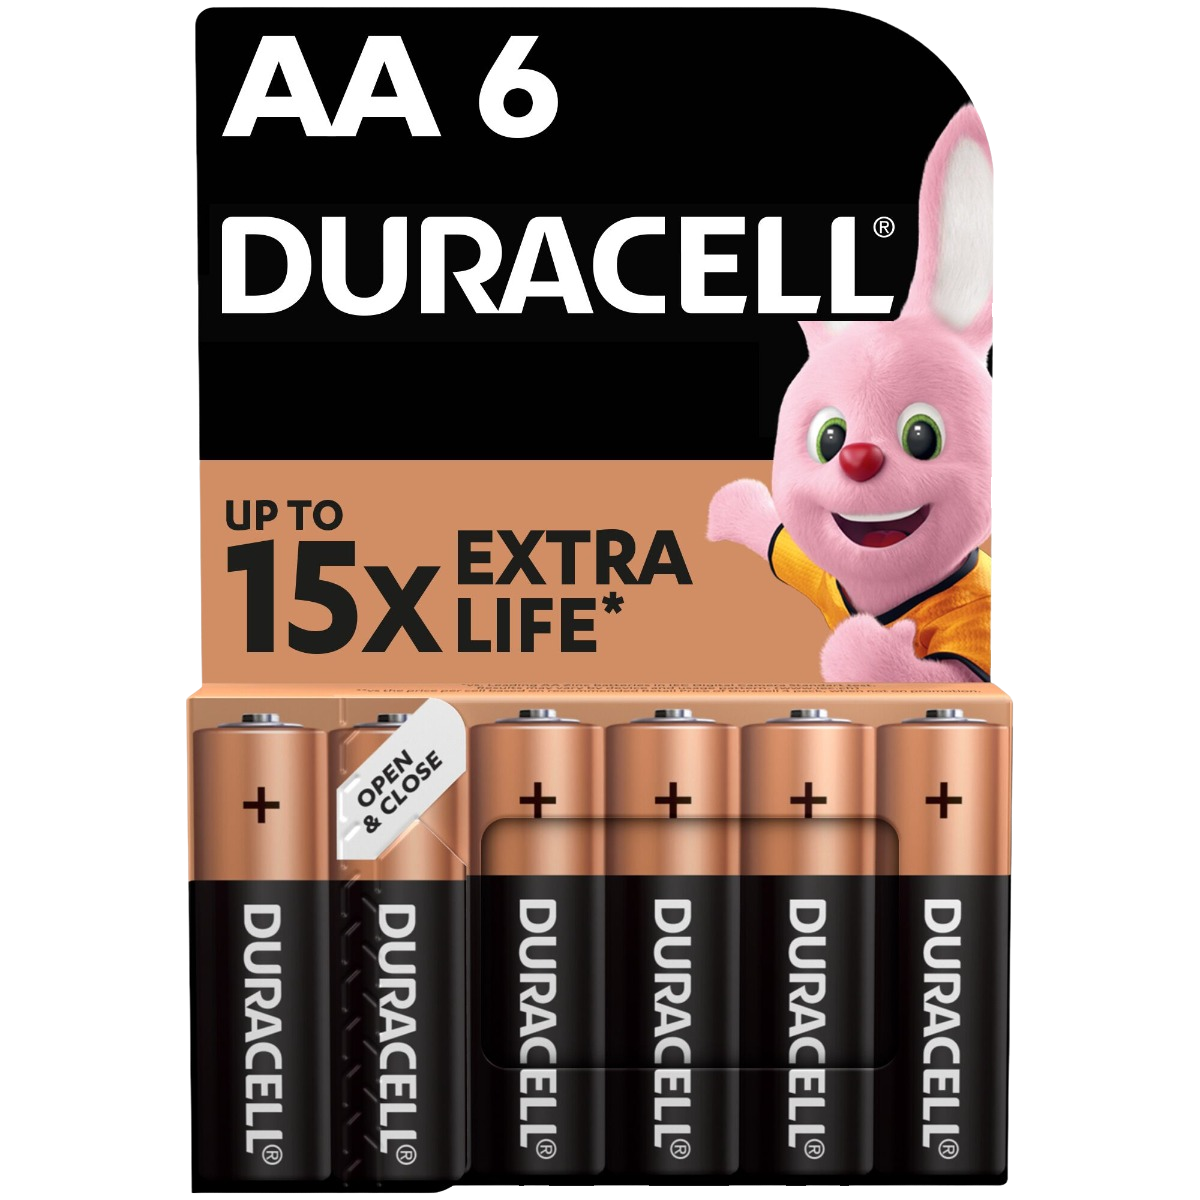 AA 6
DURACELL®
UP TO
15X
EXTRA
LIFE*
OPEN
& CLOSE
+
+
+
+
+
DURACELL®
DURACELL®
DURACELL®
DURACELL®
DURACELL®
DURACELL®